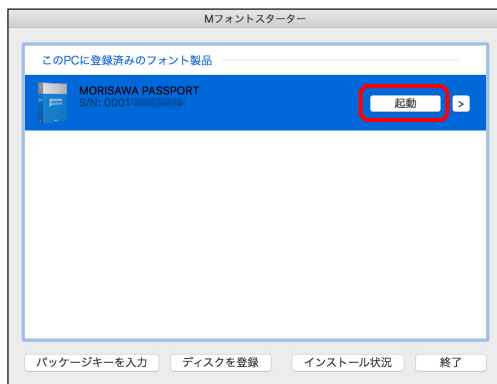 Mフォントスターター
このPCに登録済みのフォント製品
MORISAWA PASSPORT
S/N: 0001
起動
>
パッケージキーを入力
ディスクを登録
インストール状況
終了